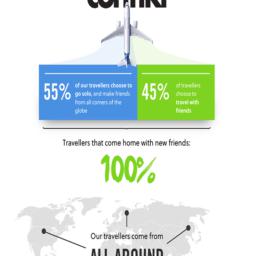 55%
of our travellers choose to
go solo, and make friends
from all corners of the
globe
45%
of travellers
choose to
travel with
friends
Travellers that come home with new friends:
100%
Our travellers come from
ALL AROUND